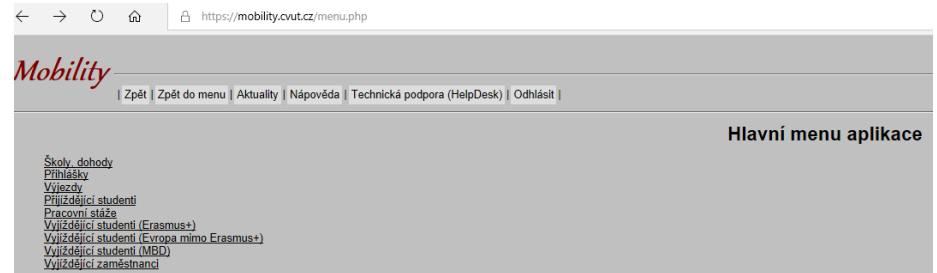 https://mobility.cvut.cz/menu.php
Mobility
| Zpět | Zpět do menu | Aktuality | Nápověda | Technická podpora (HelpDesk) | Odhlásit |
Hlavní menu aplikace
Školy, dohody
Přihlášky
Výjezdy
Přijíždějící studenti
Pracovní stáže
Vyjíždějící studenti (Erasmus+)
Vyjíždějící studenti (Evropa mimo Erasmus+)
Vyjíždějící studenti (MBD)
Vyjíždějící zaměstnanci